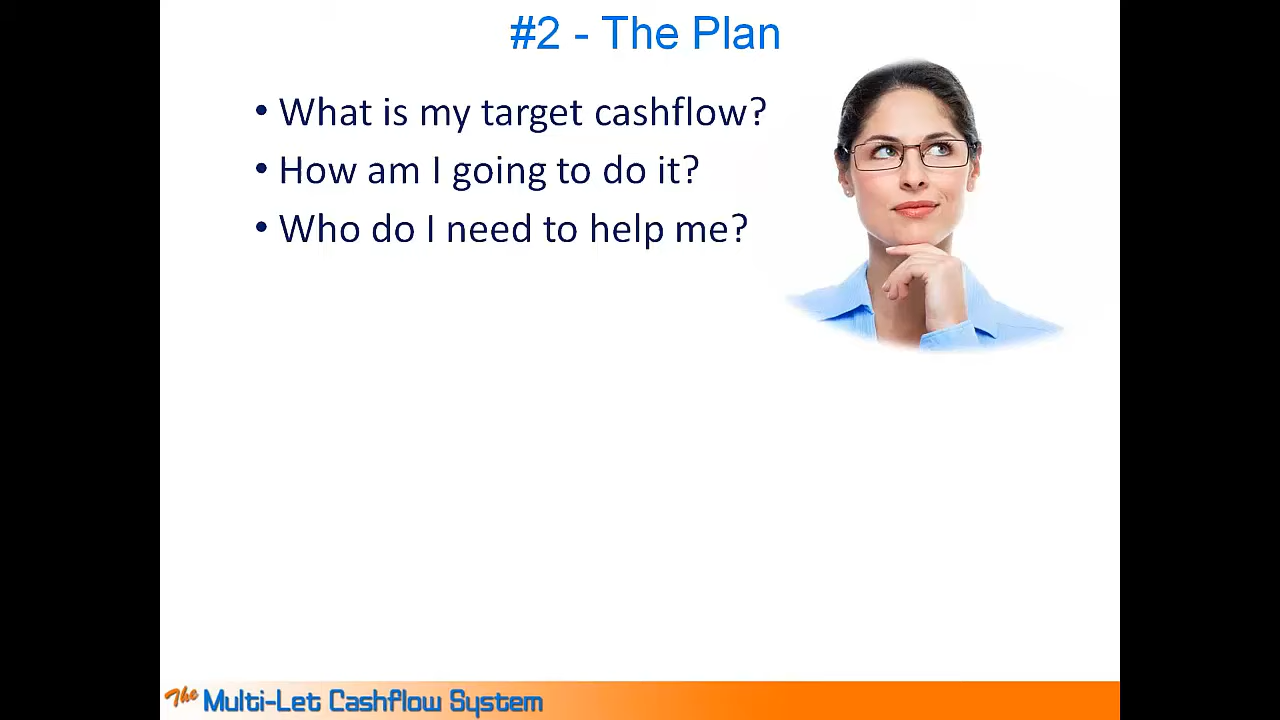 #2 - The Plan
• What is my target cashflow?
• How am I going to do it?
• Who do I need to help me?
The Multi-Let Cashflow System